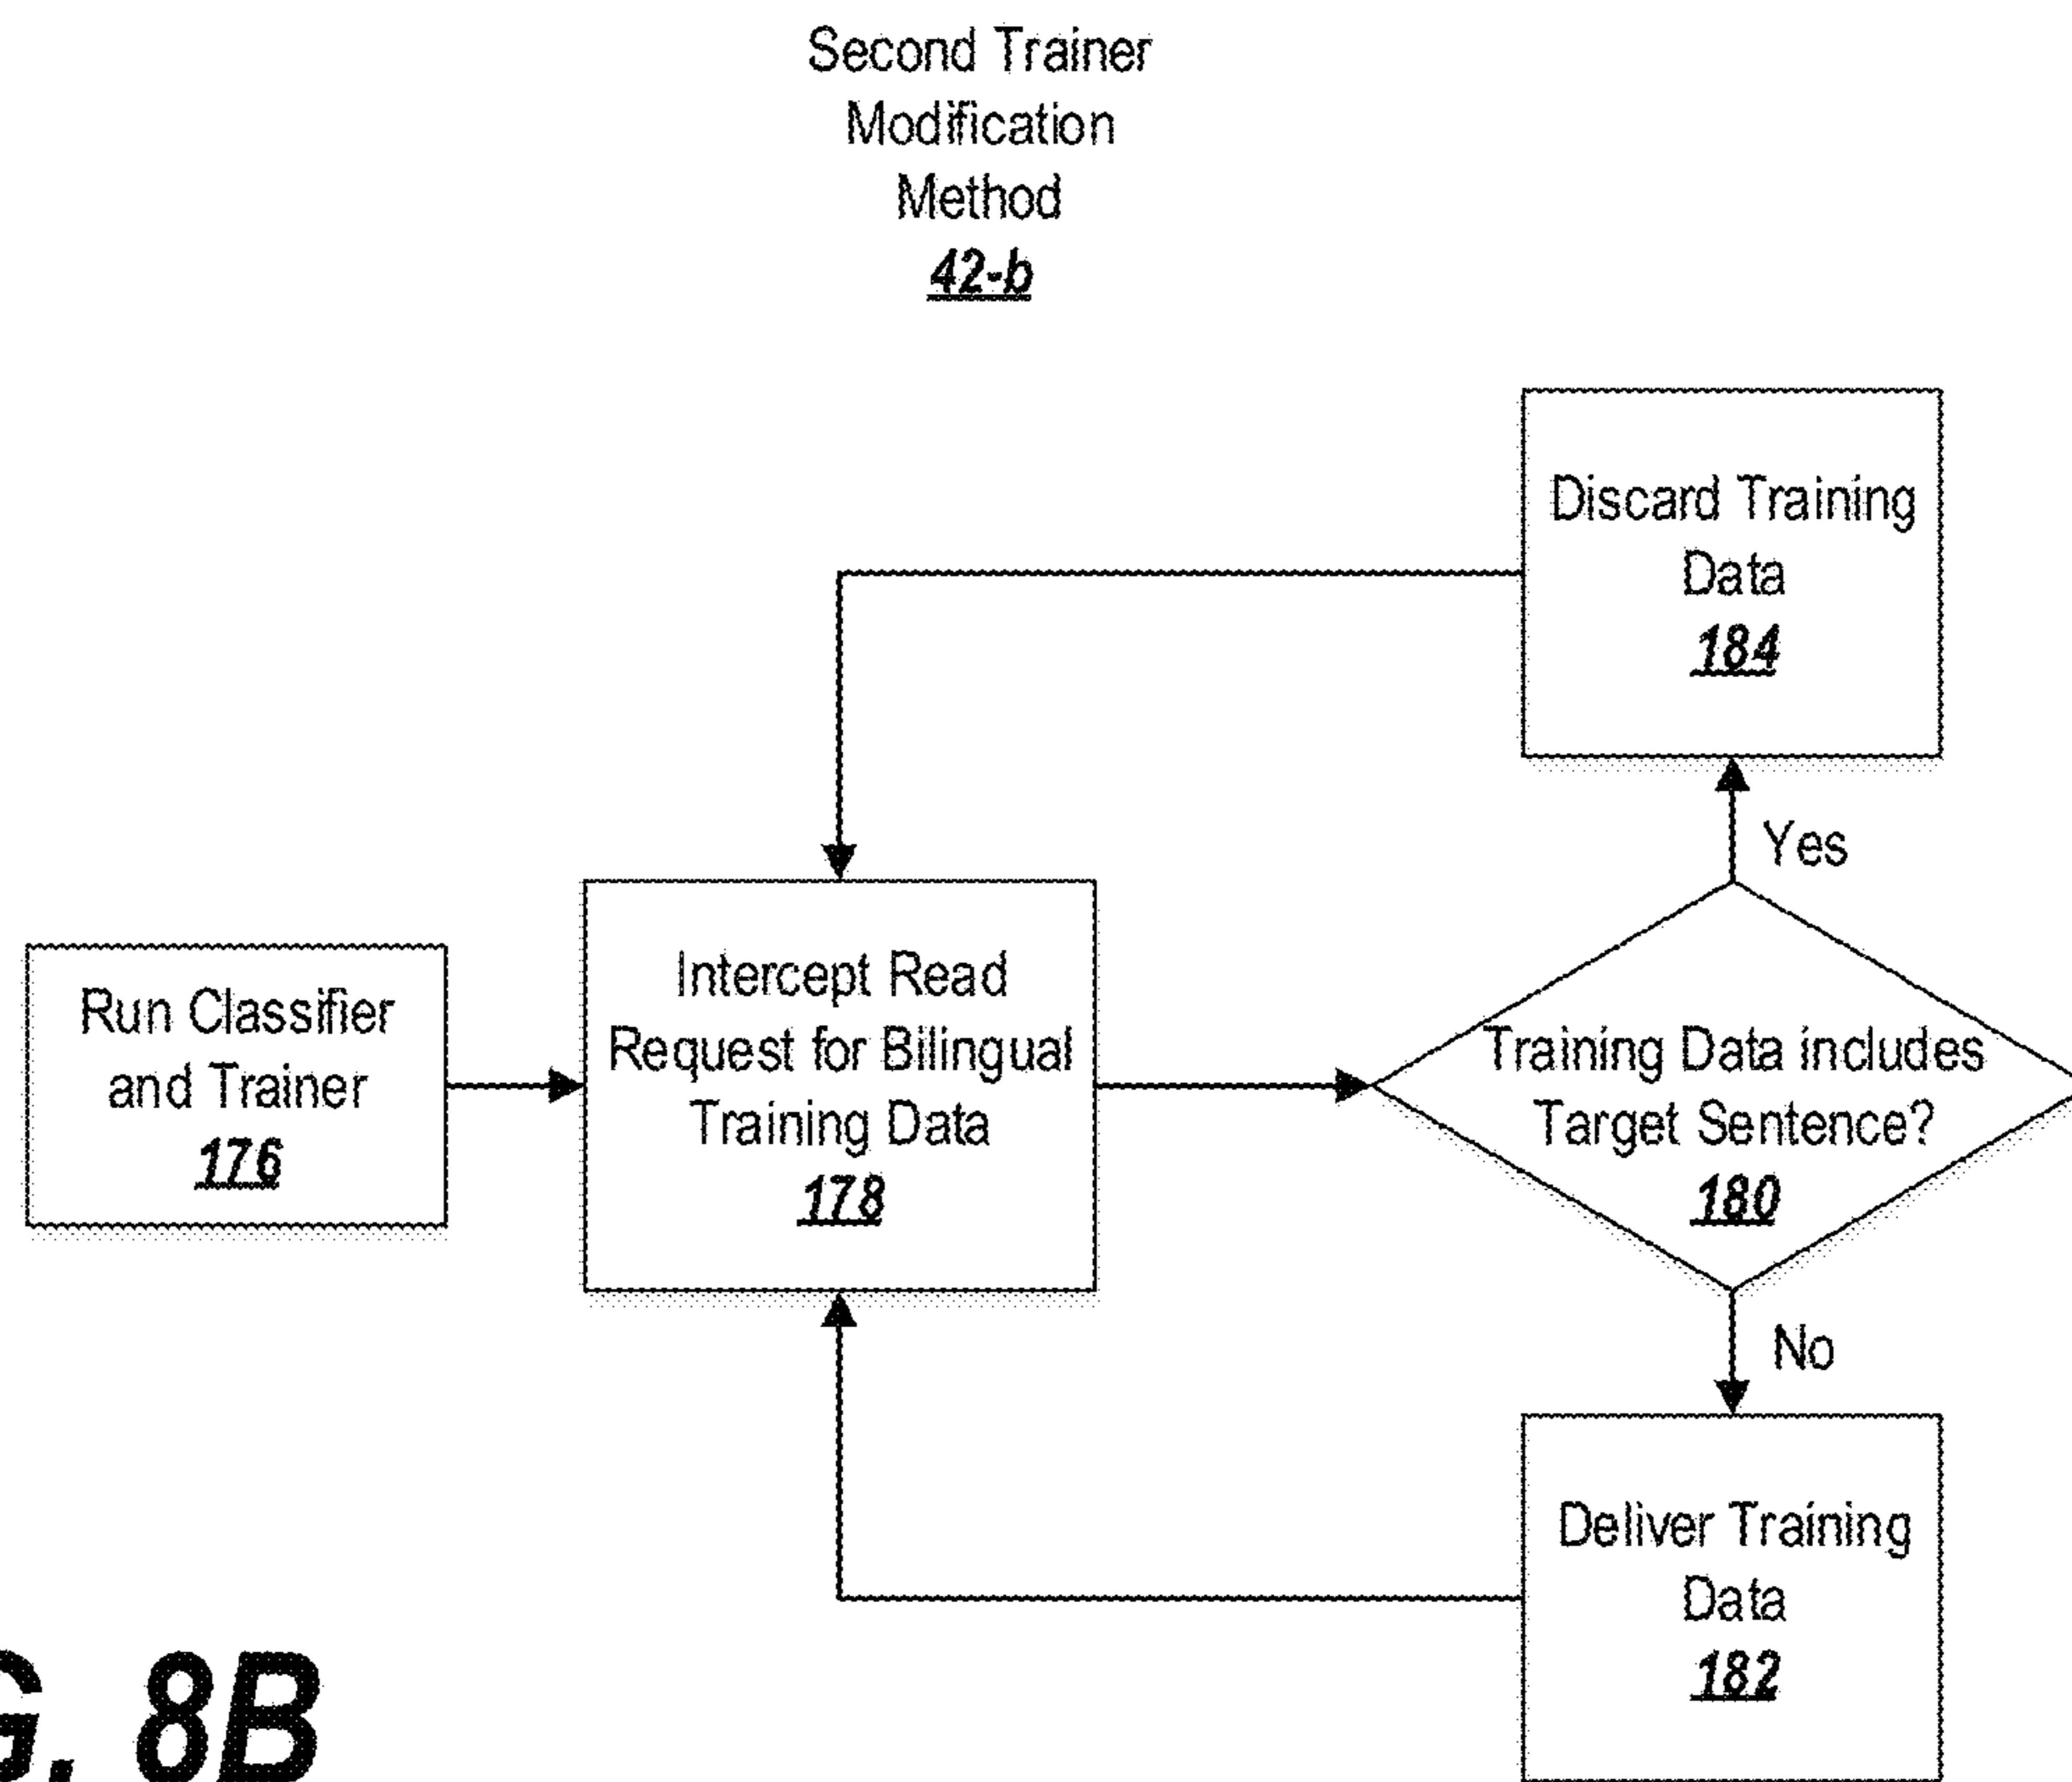 Second Trainer
Modification
Method
42-b
Discard Training
Data
184
Yes
Run Classifier
and Trainer
176
Intercept Read
Request for Bilingual
Training Data
178
Training Data includes
Target Sentence?
180
No
Deliver Training
Data
182
G. 8B